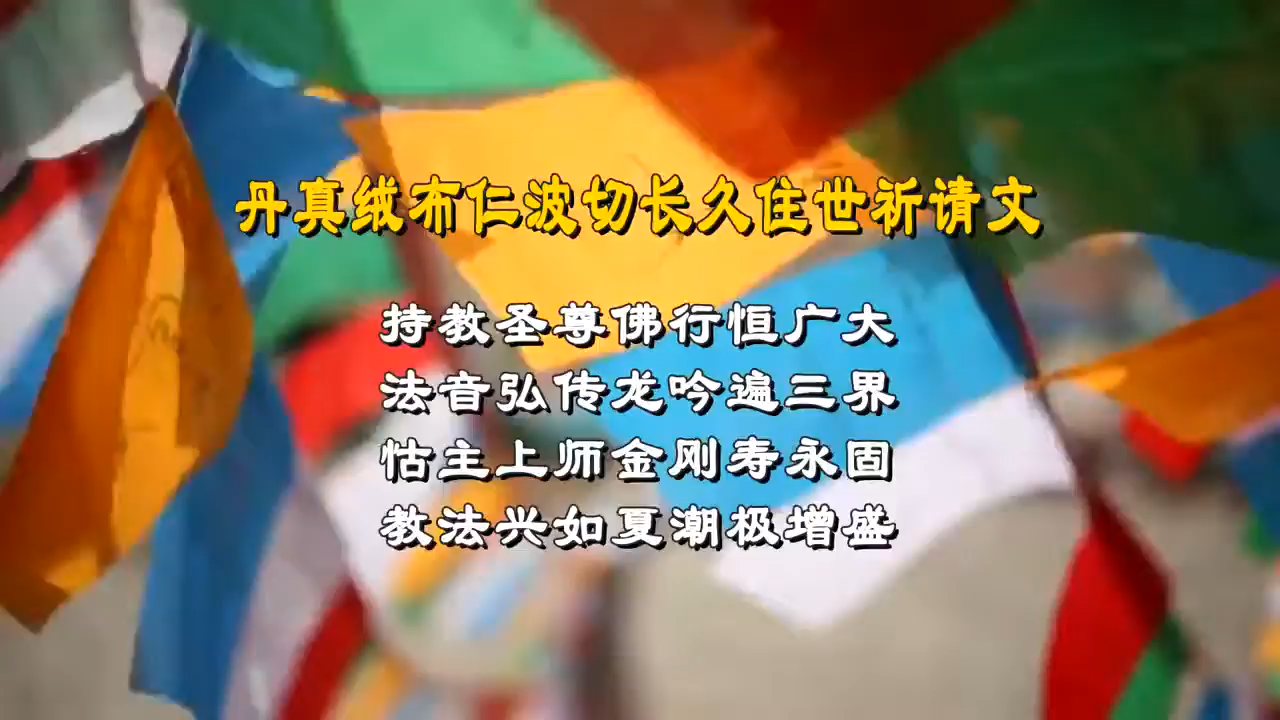 丹真绒布仁波切长久住世祈请文
持教圣尊佛行恒广大
法音弘传龙吟遍三界
怙主上师金刚寿永固
教法兴如夏潮极增盛